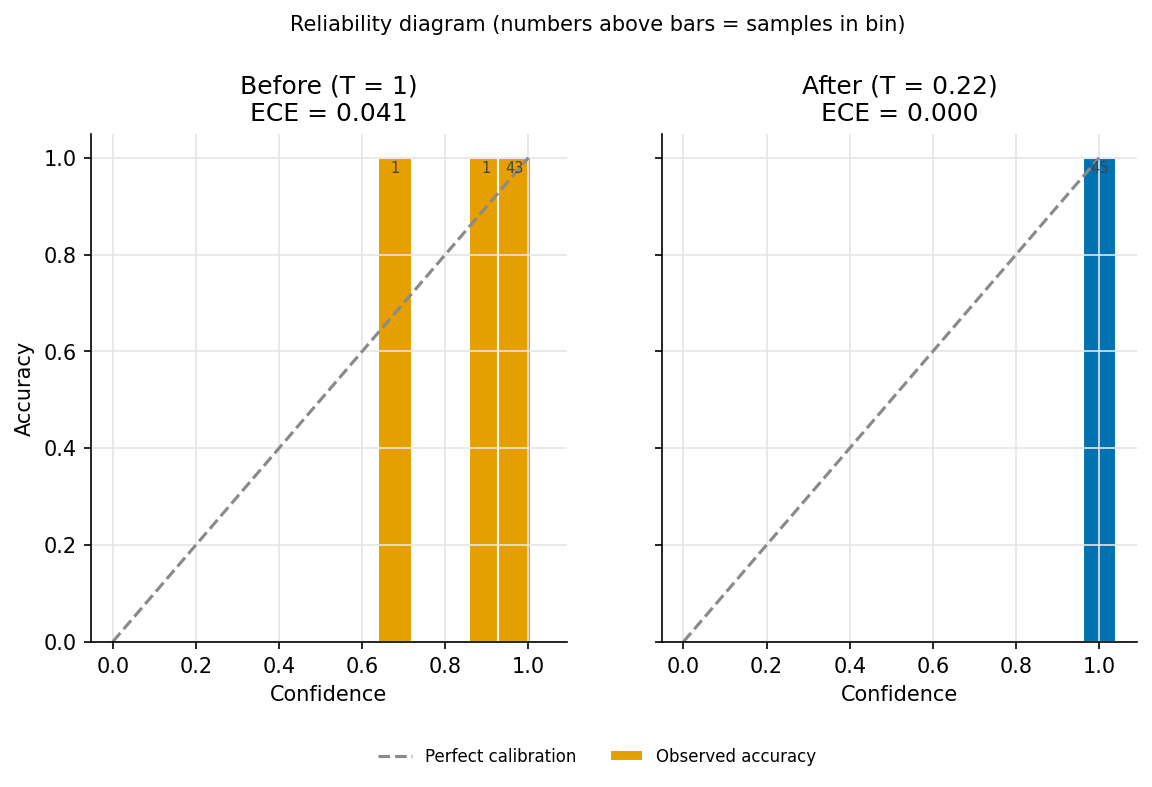 Reliability diagram (numbers above bars = samples in bin)
Before (T = 1)
ECE = 0.041
After (T = 0.22)
ECE = 0.000
1.0
0.8
0.6
0.4
0.2
0.0
Accuracy
1
1
43
45
0.0 0.2 0.4 0.6 0.8 1.0
Confidence
0.0 0.2 0.4 0.6 0.8 1.0
Confidence
Perfect calibration
Observed accuracy